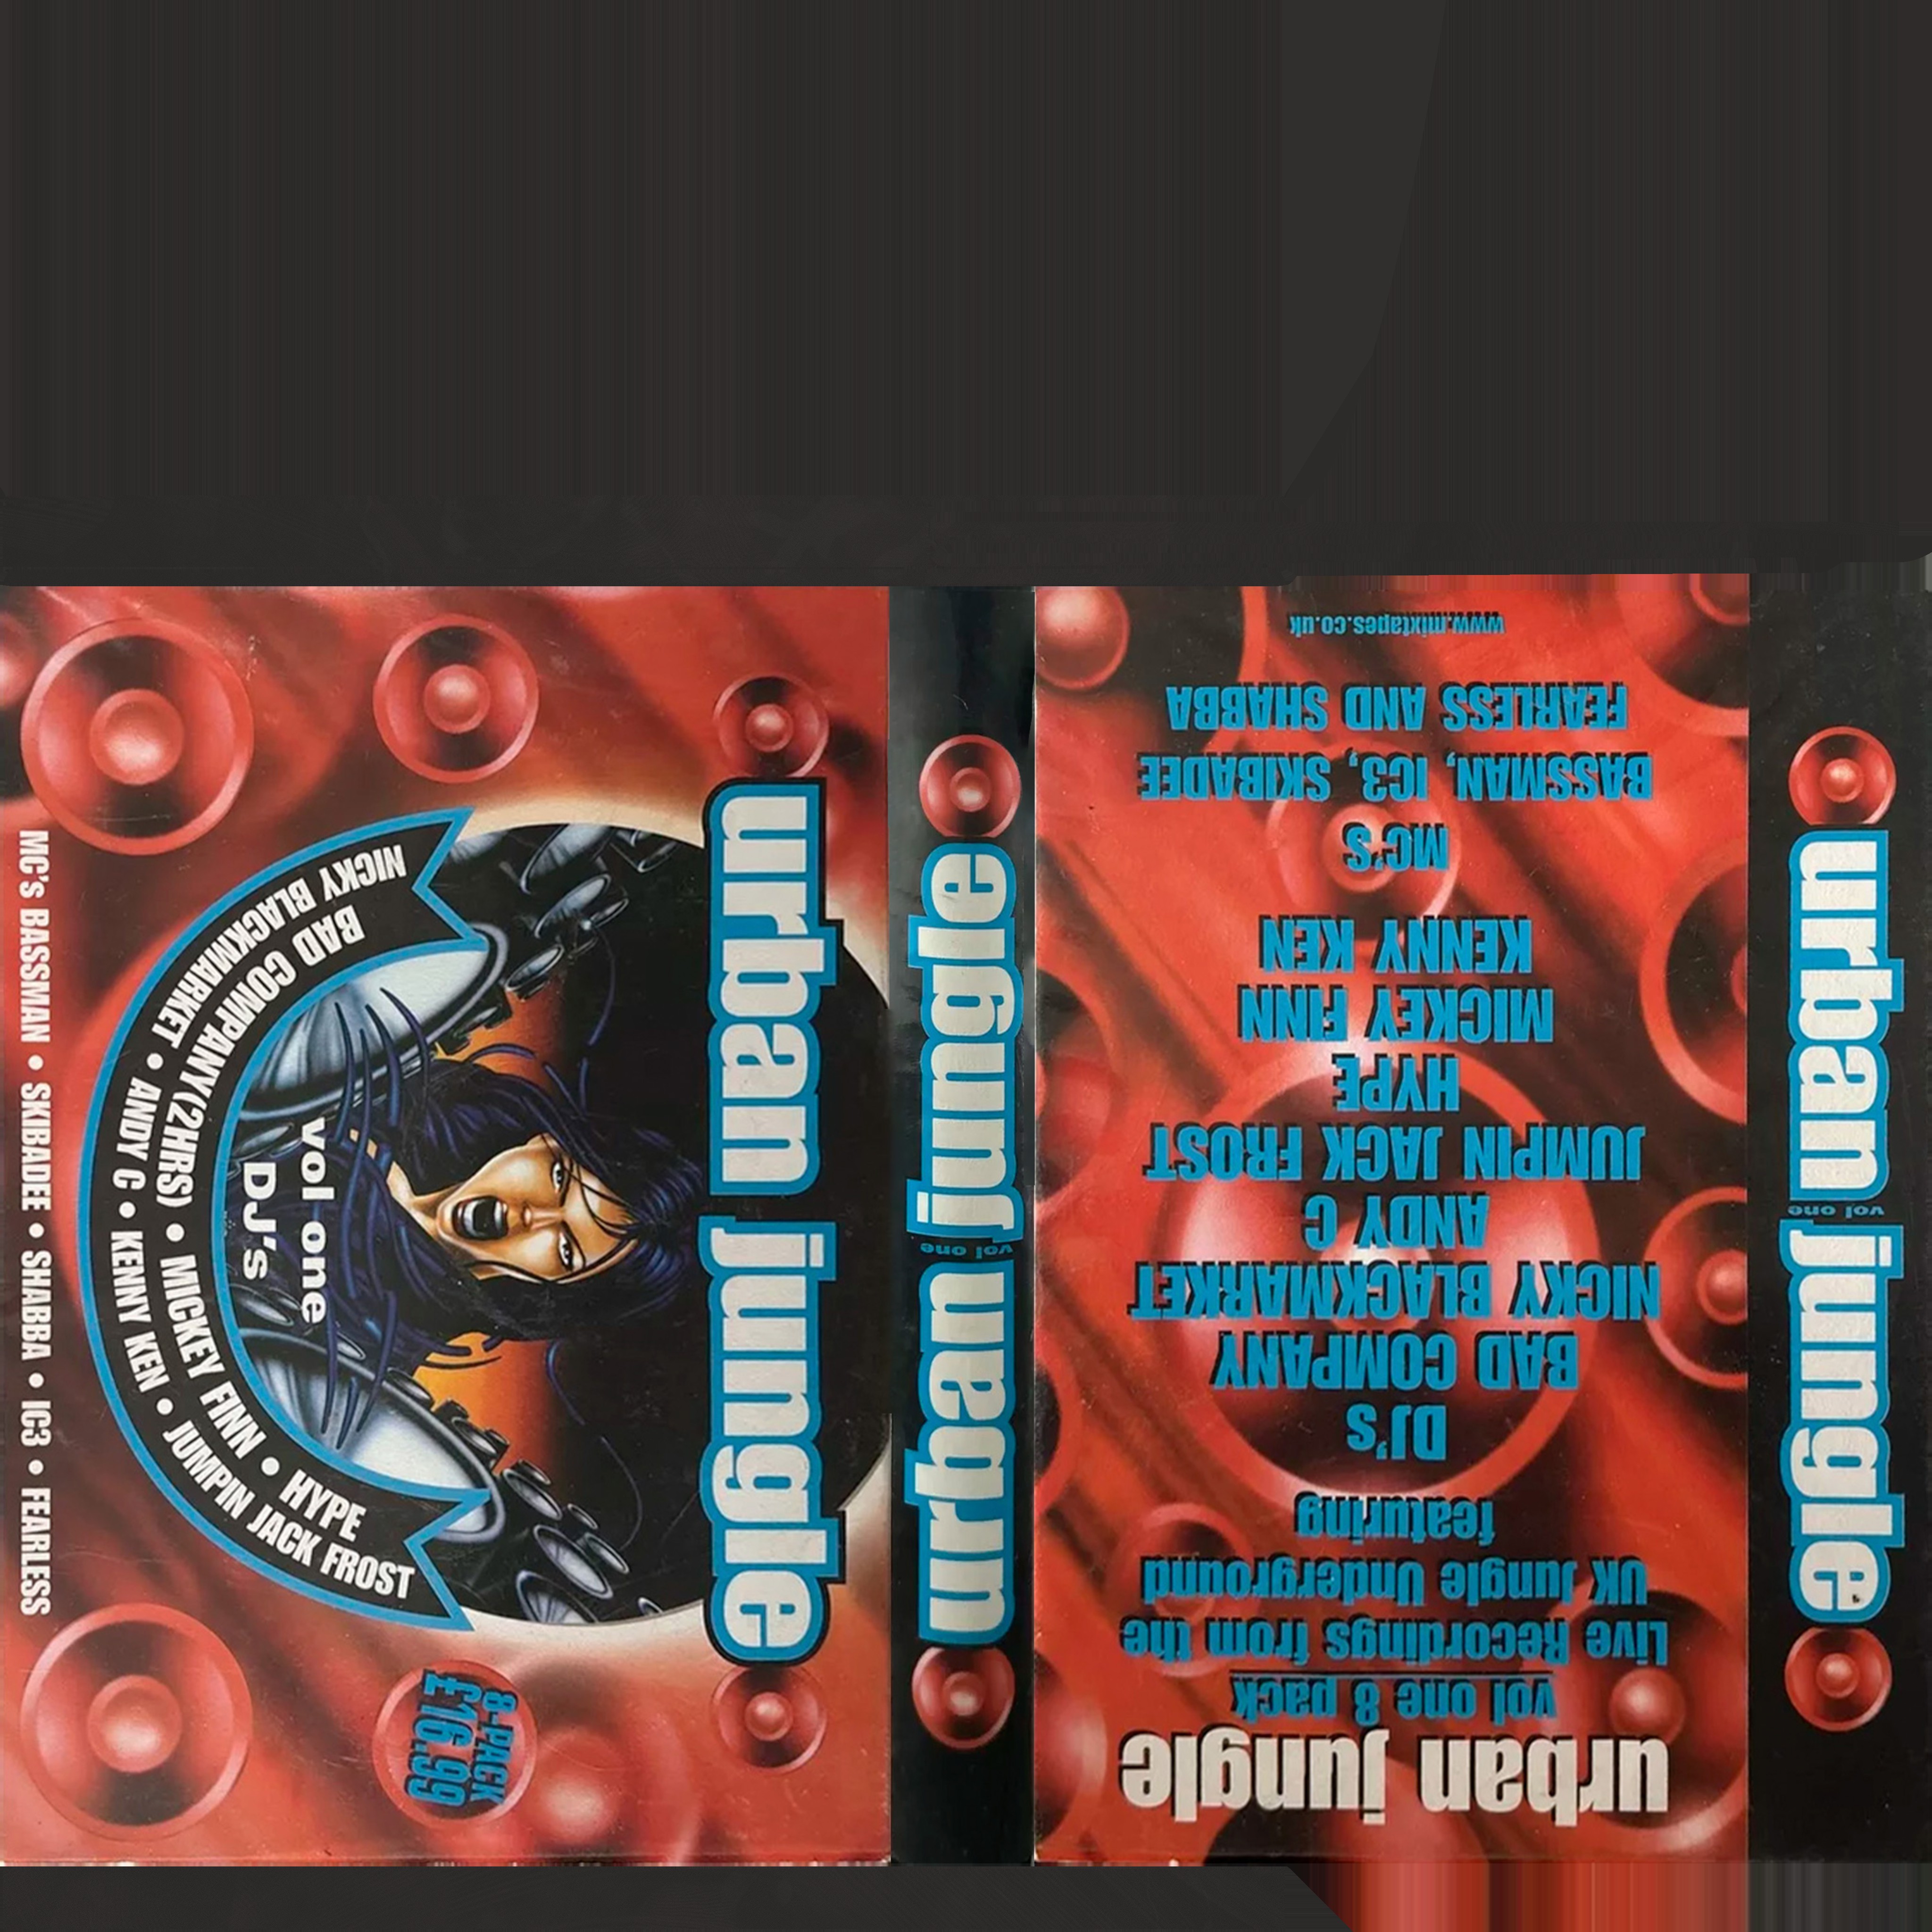 urban jungle
vol one
DJ's
BAD COMPANY(2HRS) • MICKEY FINN • HYPE
NICKY BLACKMARKET • ANDY C • KENNY KEN • JUMPIN JACK FROST
MC's BASSMAN • SKIBADEE • SHABBA • IC3 • FEARLESS
8-PACK
£16.99
urban jungle
vol one
urban jungle
vol one 8 pack
Live Recordings from the
UK Jungle Underground
featuring
DJ's
BAD COMPANY
NICKY BLACKMARKET
ANDY C
JUMPIN JACK FROST
HYPE
MICKEY FINN
KENNY KEN
MC'S
BASSMAN, IC3, SKIBADEE
FEARLESS AND SHABBA
www.mixtapes.co.uk
urban jungle
vol one